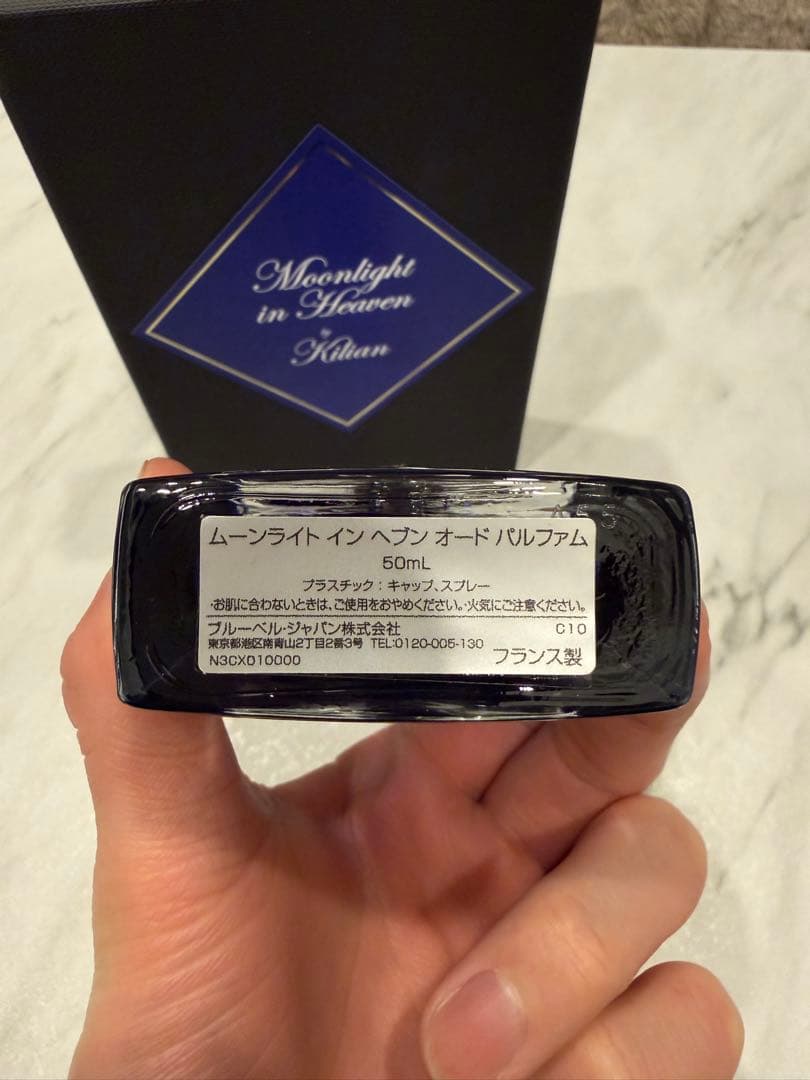 Moonlight
in Heaven
by
Kilian
ムーンライト イン ヘブン オード パルファム
50mL
プラスチック：キャップ、スプレー
・お肌に合わないときは、ご使用をおやめください。・火気にご注意ください。
ブルーベル・ジャパン株式会社 C10
東京都港区南青山2丁目2番3号 TEL:0120-005-130
N3CX010000 フランス製